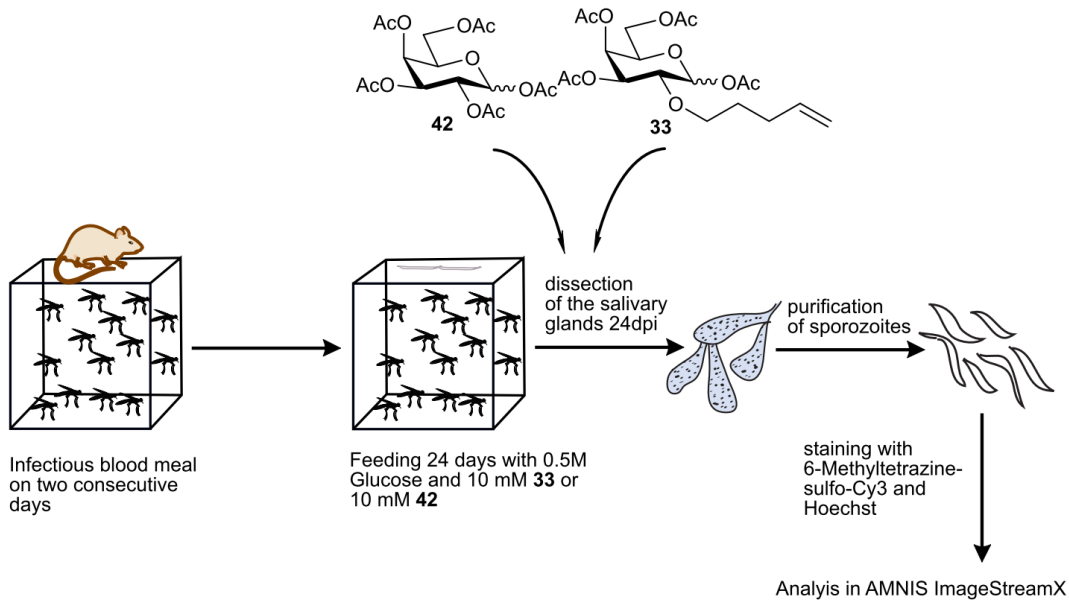 AcO
OAc
O
AcO
OAc
OAc
42
AcO
OAc
O
AcO
OAc
O
33
dissection
of the salivary
glands 24dpi
purification
of sporozoites
Infectious blood meal
on two consecutive
days
Feeding 24 days with 0.5M
Glucose and 10 mM 33 or
10 mM 42
staining with
6-Methyltetrazine-
sulfo-Cy3 and
Hoechst
Analyis in AMNIS ImageStreamX